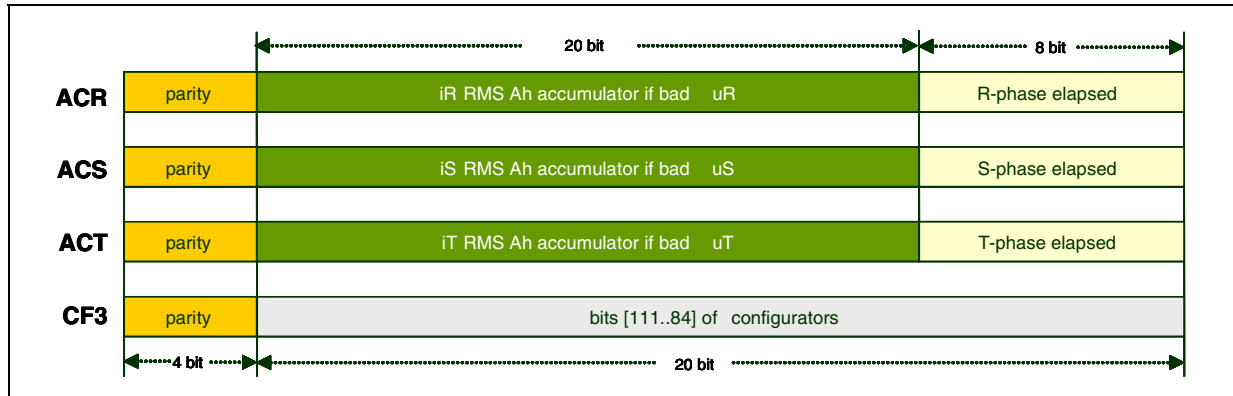 20 bit 8 bit
ACR parity iR RMS Ah accumulator if bad uR R-phase elapsed
ACS parity iS RMS Ah accumulator if bad uS S-phase elapsed
ACT parity iT RMS Ah accumulator if bad uT T-phase elapsed
CF3 parity bits [111..84] of configurators
4 bit 20 bit